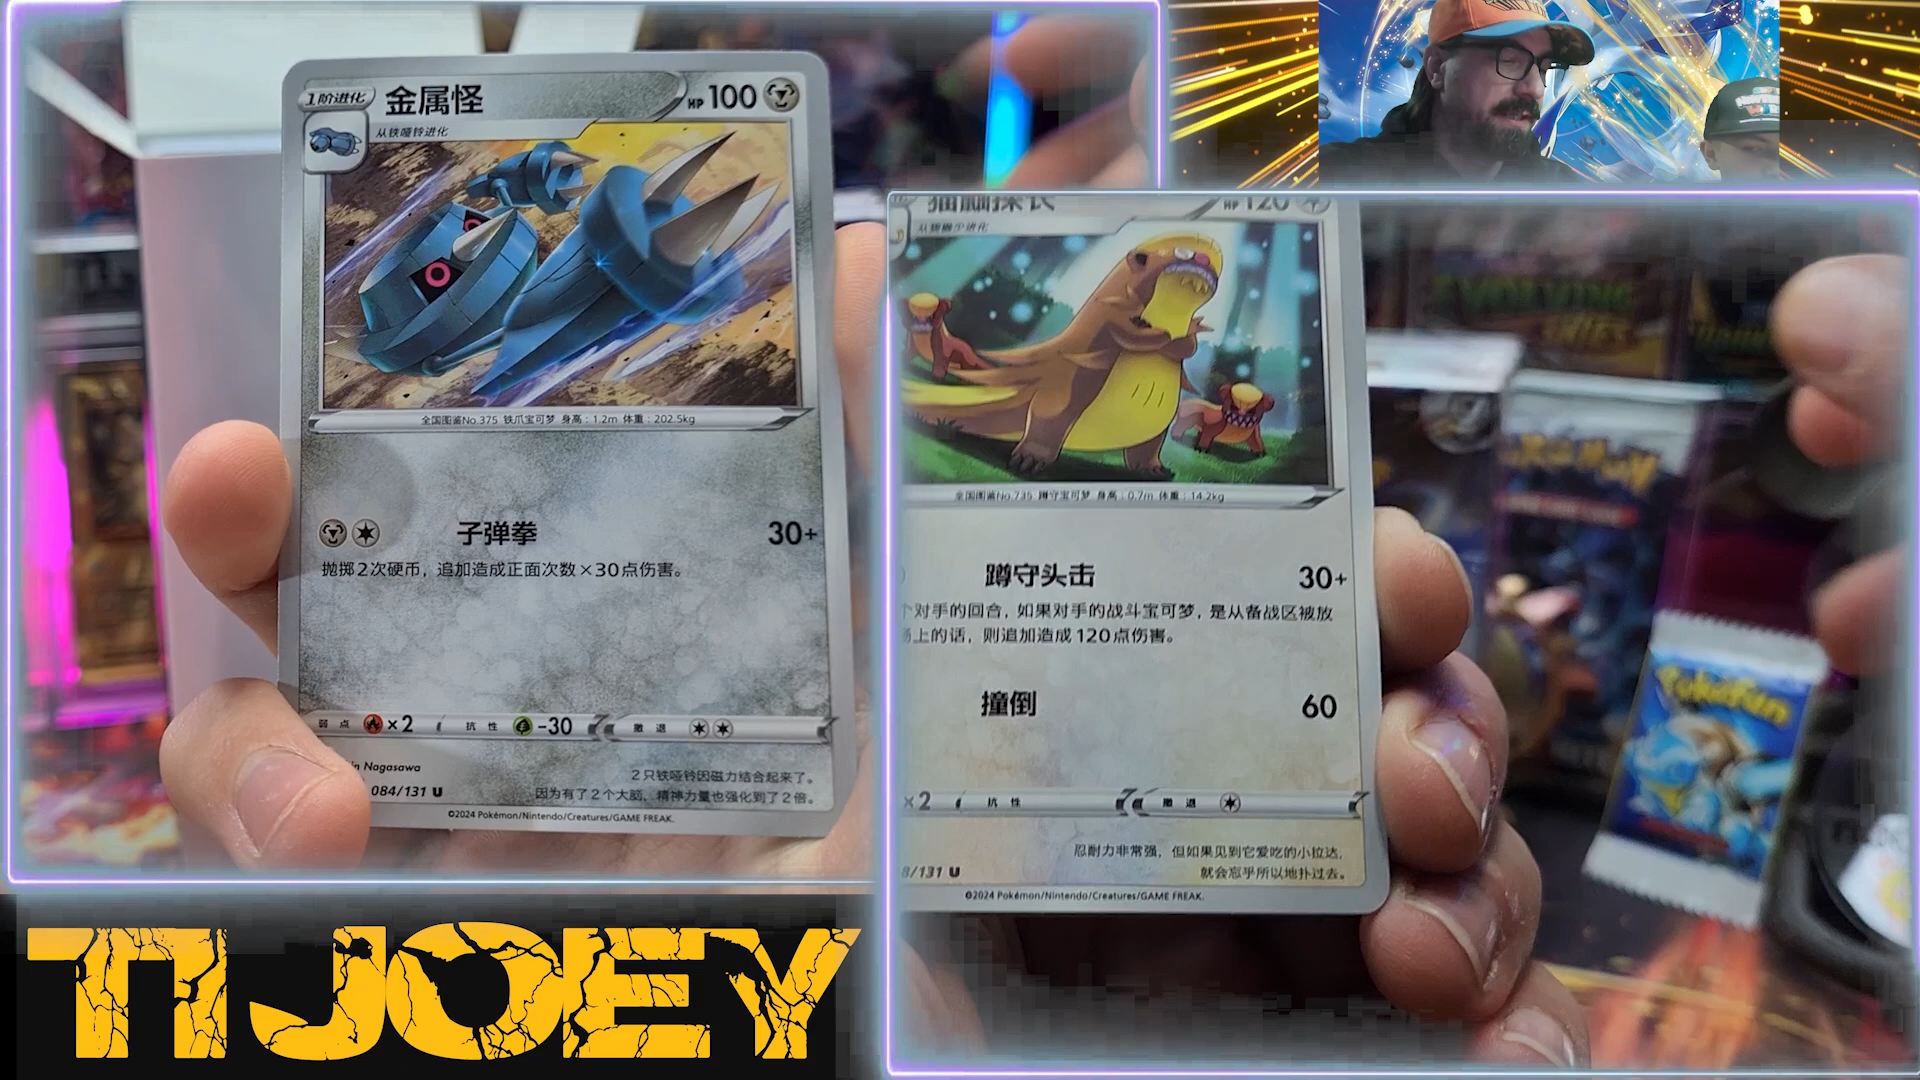 1阶进化 金属怪 HP 100
从铁哑铃进化
全国图鉴No.375 铁爪宝可梦 身高：1.2m 体重：202.5kg
子弹拳 30+
抛掷2次硬币，追加造成正面次数×30点伤害。
弱点 ×2 抗性 -30 撤退
in Nagasawa
084/131 U
2只铁哑铃因磁力结合起来了。
因为有了2个大脑，精神力量也强化到了2倍。
©2024 Pokémon/Nintendo/Creatures/GAME FREAK.
猫鼬探长 HP 120
全国图鉴No.735 蹲守宝可梦 身高：0.7m 体重：14.2kg
蹲守头击 30+
个对手的回合，如果对手的战斗宝可梦，是从备战区被放
场上的话，则追加造成120点伤害。
撞倒 60
×2 抗性 撤退
忍耐力非常强，但如果见到它爱吃的小拉达，
就会忘乎所以地扑过去。
/131 U
©2024 Pokémon/Nintendo/Creatures/GAME FREAK.
EVOLVING
SKIES
Pokefun
TIJOEY